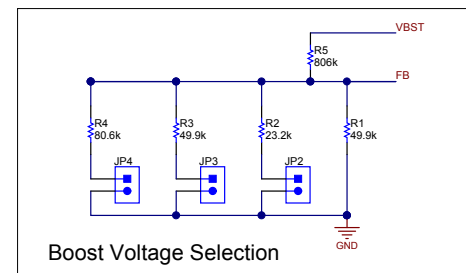 VBST
R5
806k
FB
R4
80.6k
R3
49.9k
R2
23.2k
R1
49.9k
JP4
JP3
JP2
GND
Boost Voltage Selection